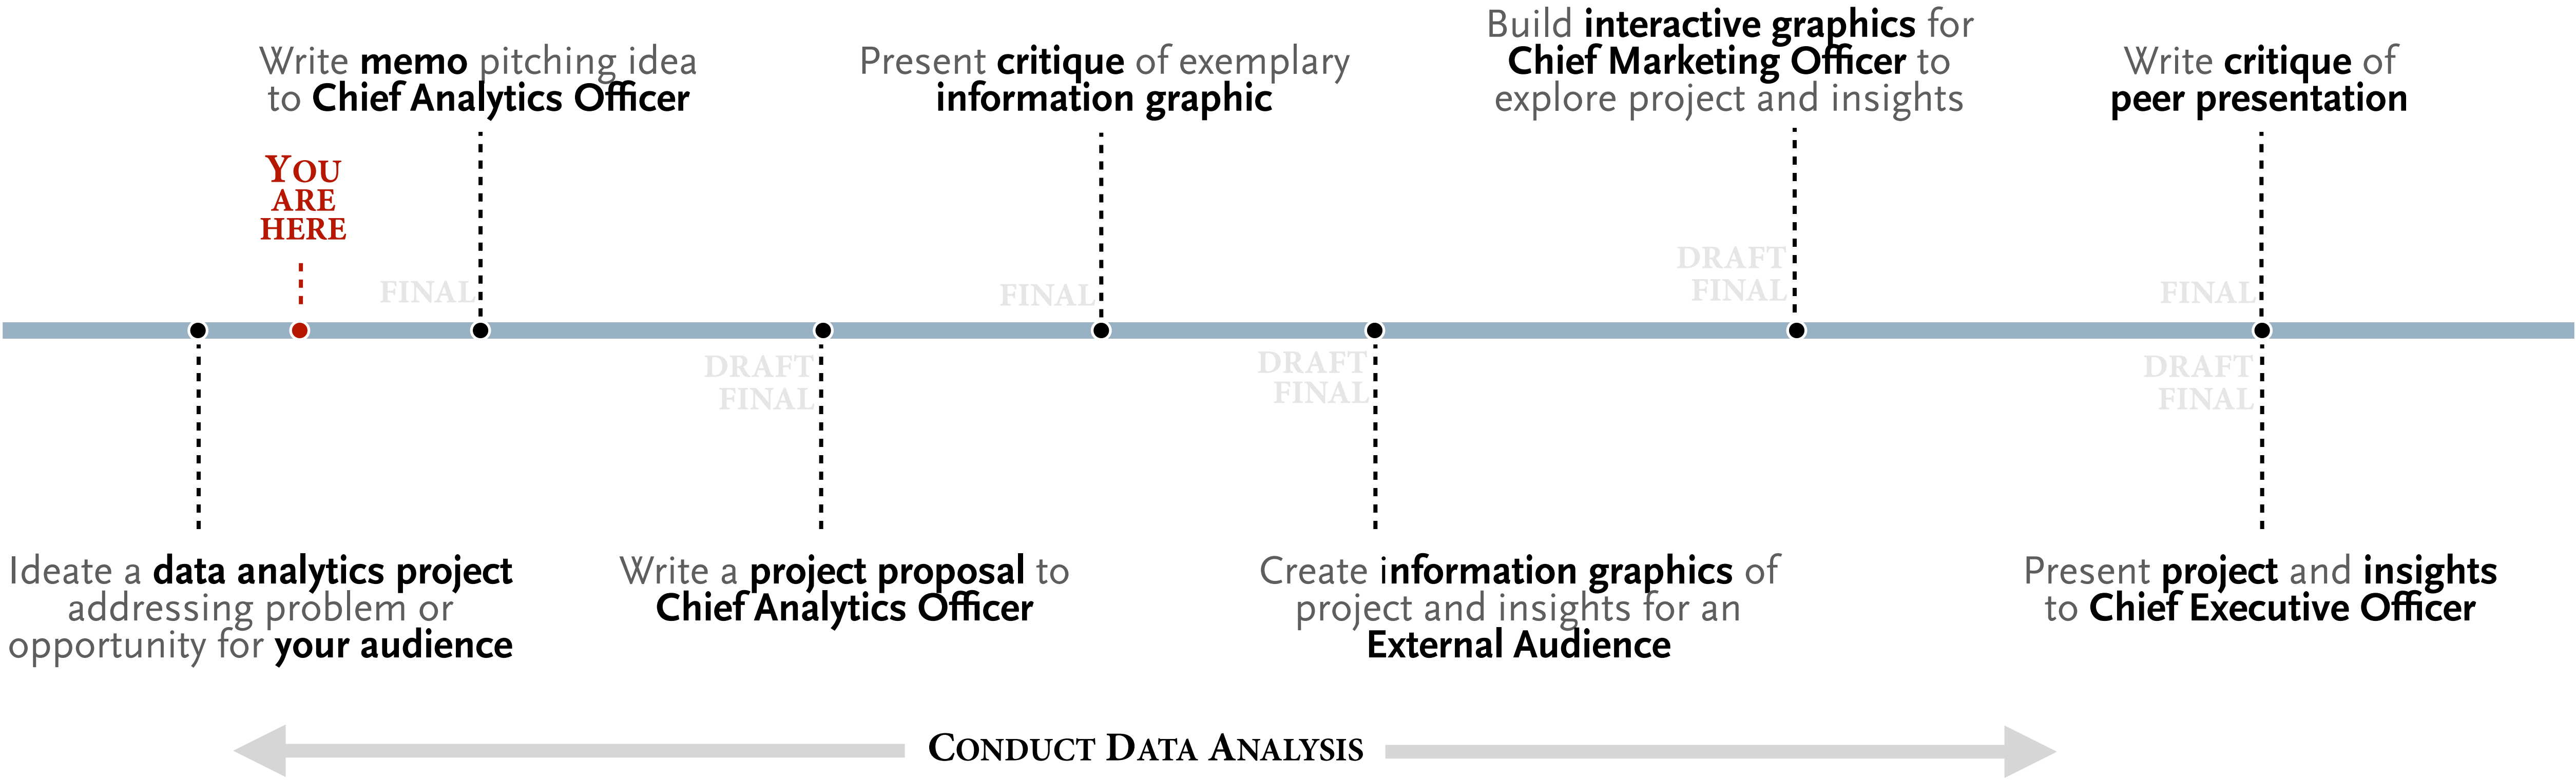 Write memo pitching idea
to Chief Analytics Officer
Present critique of exemplary
information graphic
Build interactive graphics for
Chief Marketing Officer to
explore project and insights
Write critique of
peer presentation
YOU
ARE
HERE
FINAL
FINAL
DRAFT
FINAL
FINAL
DRAFT
FINAL
DRAFT
FINAL
DRAFT
FINAL
Ideate a data analytics project
addressing problem or
opportunity for your audience
Write a project proposal to
Chief Analytics Officer
Create information graphics of
project and insights for an
External Audience
Present project and insights
to Chief Executive Officer
CONDUCT DATA ANALYSIS